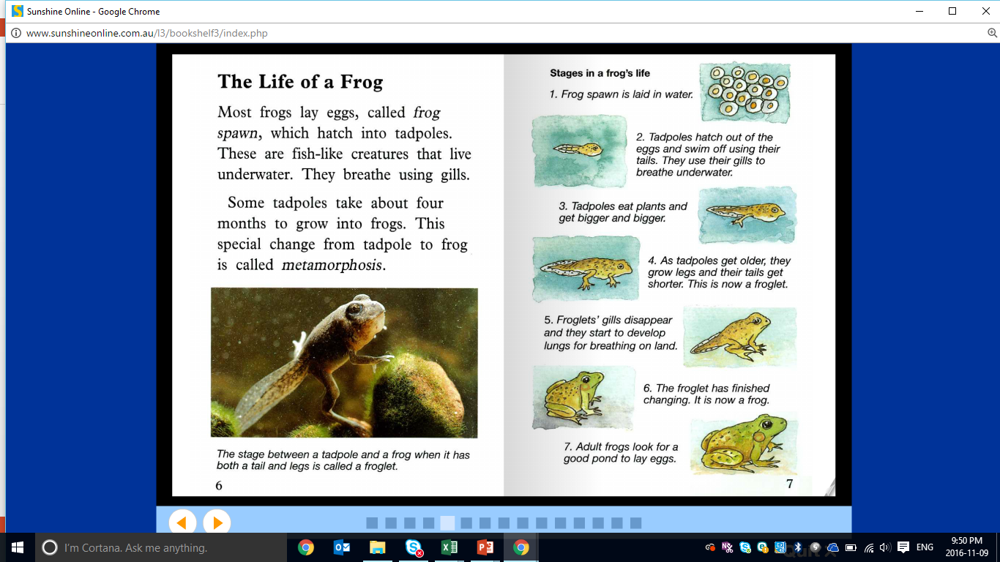 Sunshine Online - Google Chrome
www.sunshineonline.com.au/l3/bookshelf3/index.php
The Life of a Frog
Most frogs lay eggs, called frog
spawn, which hatch into tadpoles.
These are fish-like creatures that live
underwater. They breathe using gills.
Some tadpoles take about four
months to grow into frogs. This
special change from tadpole to frog
is called metamorphosis.
The stage between a tadpole and a frog when it has
both a tail and legs is called a froglet.
6
Stages in a frog's life
1. Frog spawn is laid in water.
2. Tadpoles hatch out of the
eggs and swim off using their
tails. They use their gills to
breathe underwater.
3. Tadpoles eat plants and
get bigger and bigger.
4. As tadpoles get older, they
grow legs and their tails get
shorter. This is now a froglet.
5. Froglets' gills disappear
and they start to develop
lungs for breathing on land.
6. The froglet has finished
changing. It is now a frog.
7. Adult frogs look for a
good pond to lay eggs.
7
I'm Cortana. Ask me anything.
ENG
9:50 PM
2016-11-09
Quit X